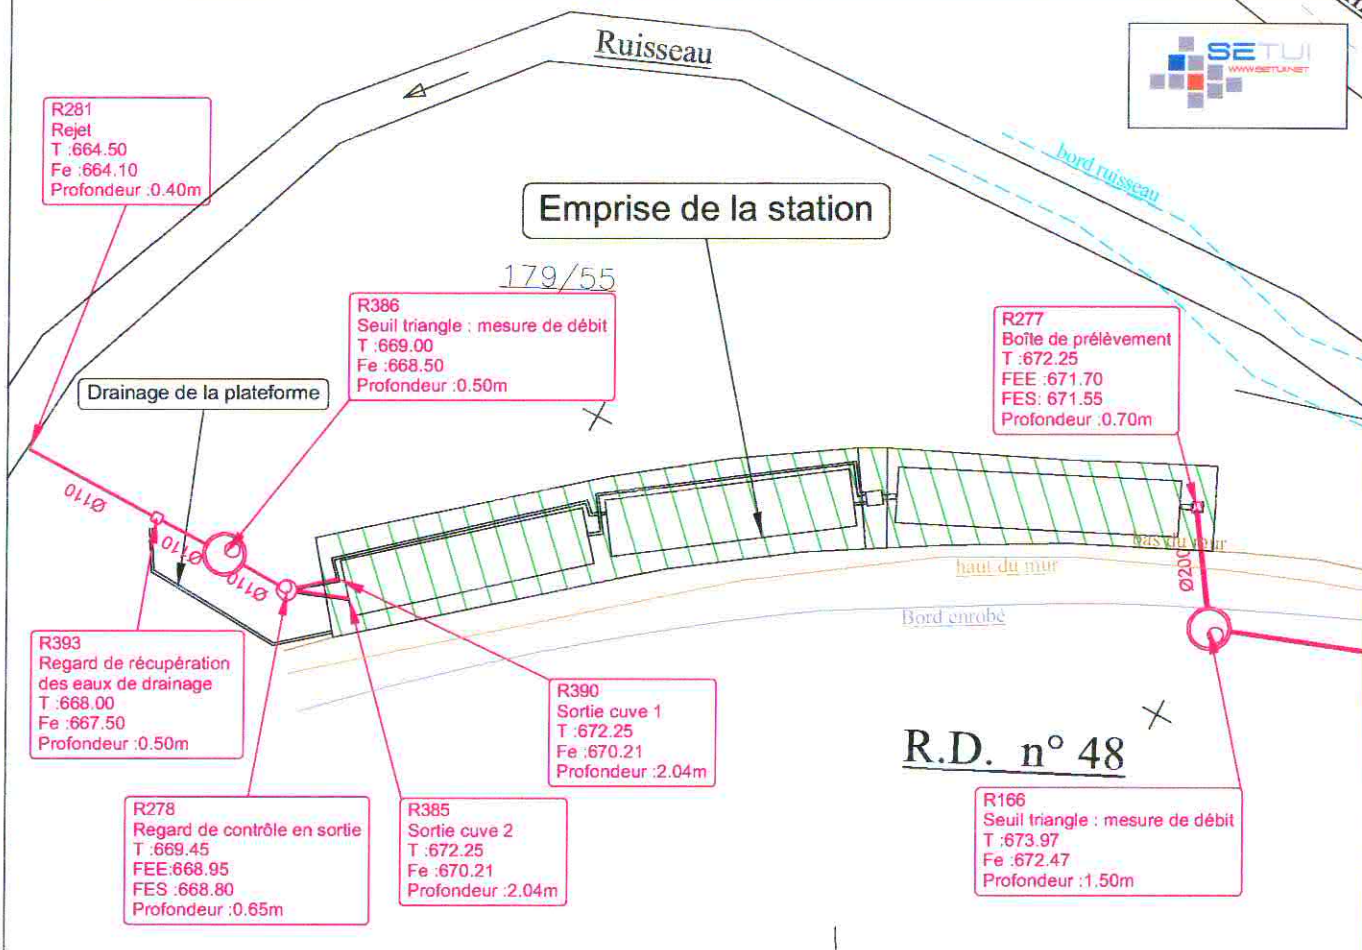 Ruisseau
SETUI
WWW.SETUI.NET
R281
Rejet
T :664.50
Fe :664.10
Profondeur :0.40m
bord ruisseau
Emprise de la station
179/55
R386
Seuil triangle : mesure de débit
T :669.00
Fe :668.50
Profondeur :0.50m
R277
Boîte de prélèvement
T :672.25
FEE :671.70
FES: 671.55
Profondeur :0.70m
Drainage de la plateforme
Ø110
Ø110
Ø110
bas du mur
haut du mur
Ø200
Bord enrobé
R393
Regard de récupération
des eaux de drainage
T :668.00
Fe :667.50
Profondeur :0.50m
R390
Sortie cuve 1
T :672.25
Fe :670.21
Profondeur :2.04m
R.D. n° 48
R278
Regard de contrôle en sortie
T :669.45
FEE:668.95
FES :668.80
Profondeur :0.65m
R385
Sortie cuve 2
T :672.25
Fe :670.21
Profondeur :2.04m
R166
Seuil triangle : mesure de débit
T :673.97
Fe :672.47
Profondeur :1.50m